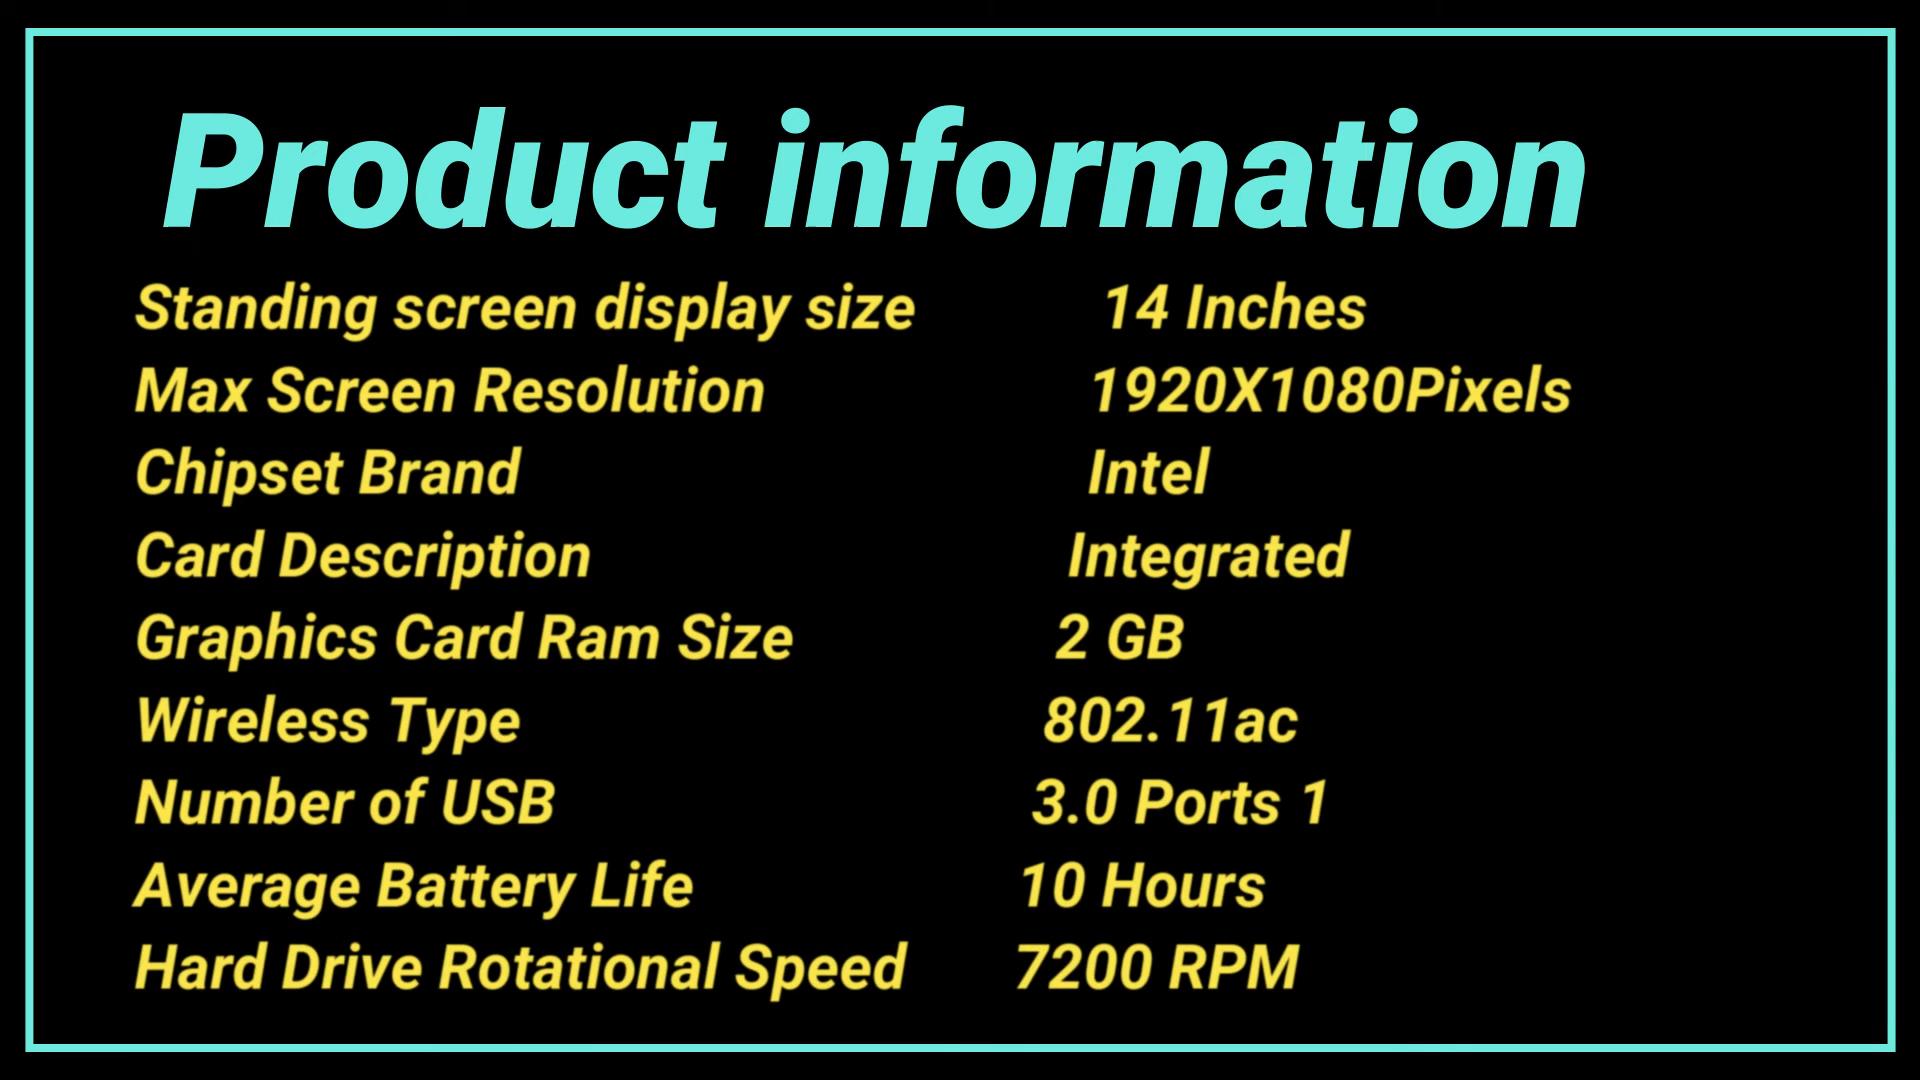 Product information
Standing screen display size 14 Inches
Max Screen Resolution 1920X1080Pixels
Chipset Brand Intel
Card Description Integrated
Graphics Card Ram Size 2 GB
Wireless Type 802.11ac
Number of USB 3.0 Ports 1
Average Battery Life 10 Hours
Hard Drive Rotational Speed 7200 RPM